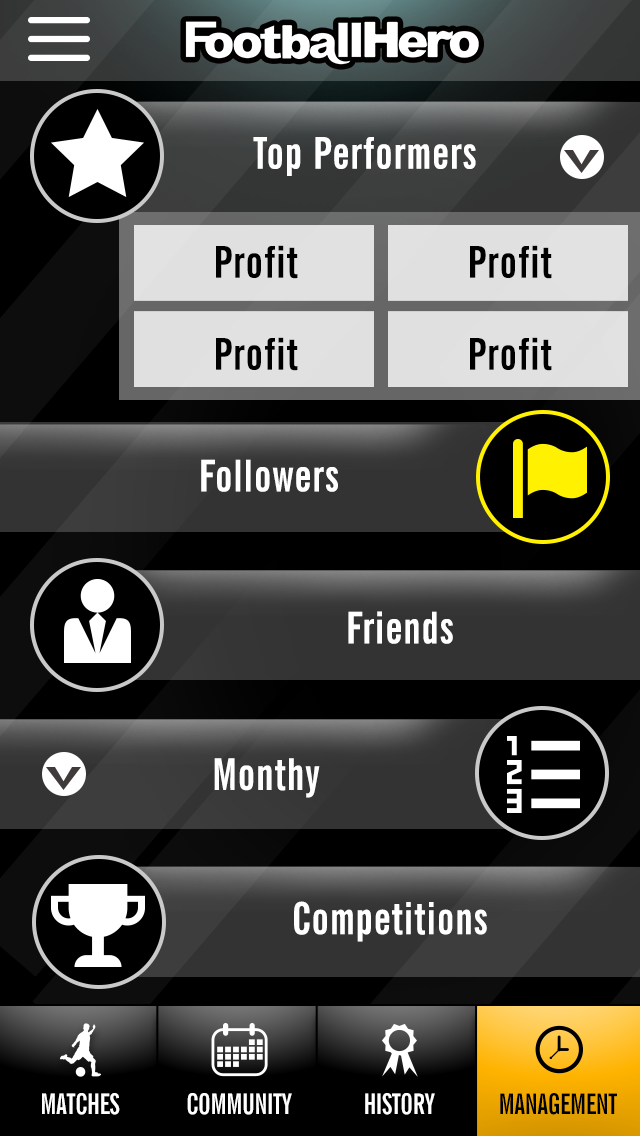 FootballHero
Top Performers
Profit Profit
Profit Profit
Followers
Friends
Monthy
1
2
3
Competitions
MATCHES COMMUNITY HISTORY MANAGEMENT